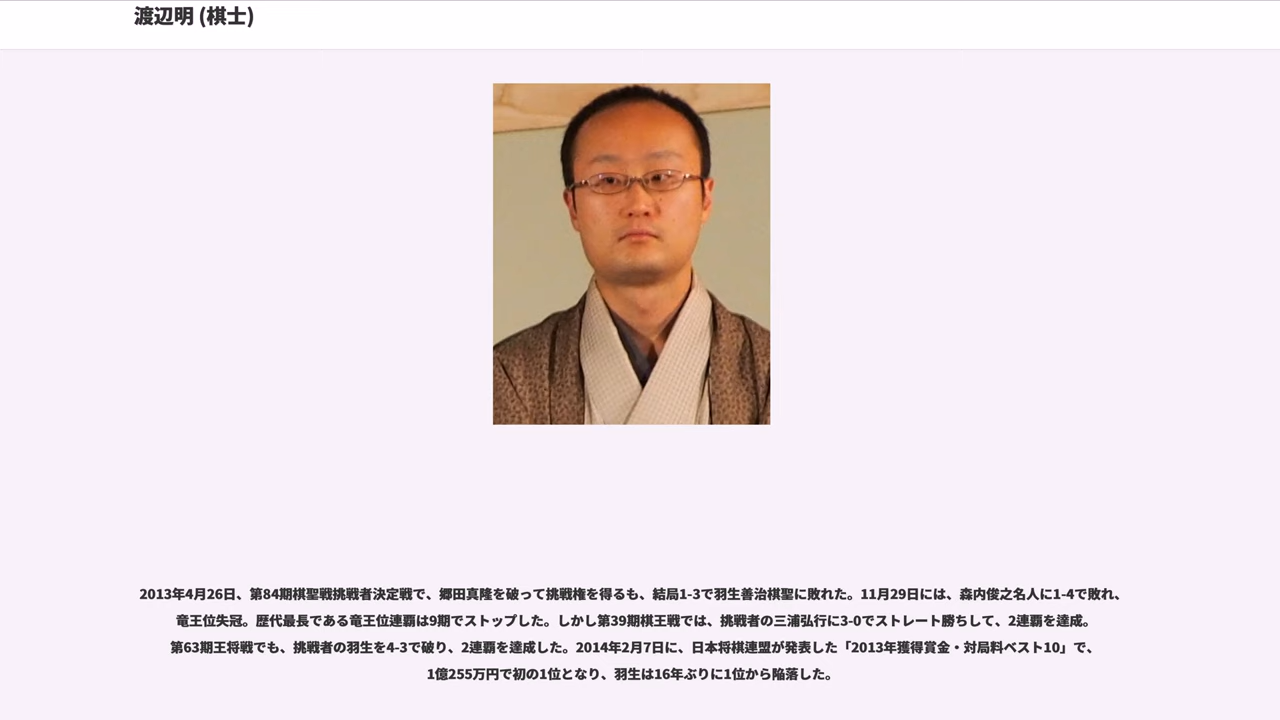 渡辺明 (棋士)
2013年4月26日、第84期棋聖戦挑戦者決定戦で、郷田真隆を破って挑戦権を得るも、結局1-3で羽生善治棋聖に敗れた。11月29日には、森内俊之名人に1-4で敗れ、
竜王位失冠。歴代最長である竜王位連覇は9期でストップした。しかし第39期棋王戦では、挑戦者の三浦弘行に3-0でストレート勝ちして、2連覇を達成。
第63期王将戦でも、挑戦者の羽生を4-3で破り、2連覇を達成した。2014年2月7日に、日本将棋連盟が発表した「2013年獲得賞金・対局料ベスト10」で、
1億255万円で初の1位となり、羽生は16年ぶりに1位から陥落した。